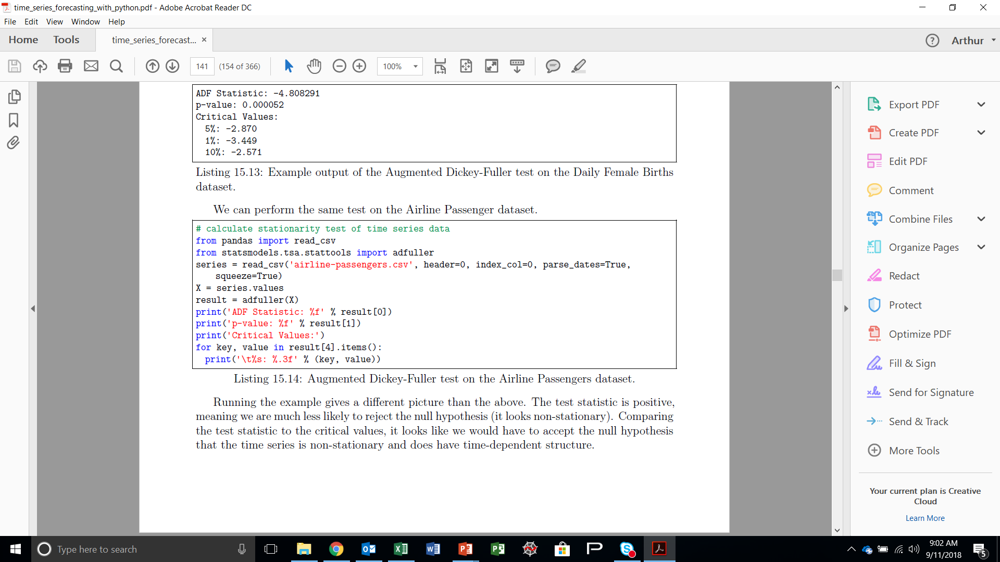 time_series_forecasting_with_python.pdf - Adobe Acrobat Reader DC
File Edit View Window Help
Home Tools time_series_forecast... × ? Arthur
141 (154 of 366) 100%
ADF Statistic: -4.808291
p-value: 0.000052
Critical Values:
5%: -2.870
1%: -3.449
10%: -2.571
Listing 15.13: Example output of the Augmented Dickey-Fuller test on the Daily Female Births
dataset.
We can perform the same test on the Airline Passenger dataset.
# calculate stationarity test of time series data
from pandas import read_csv
from statsmodels.tsa.stattools import adfuller
series = read_csv('airline-passengers.csv', header=0, index_col=0, parse_dates=True,
squeeze=True)
X = series.values
result = adfuller(X)
print('ADF Statistic: %f' % result[0])
print('p-value: %f' % result[1])
print('Critical Values:')
for key, value in result[4].items():
print('\t%s: %.3f' % (key, value))
Listing 15.14: Augmented Dickey-Fuller test on the Airline Passengers dataset.
Running the example gives a different picture than the above. The test statistic is positive,
meaning we are much less likely to reject the null hypothesis (it looks non-stationary). Comparing
the test statistic to the critical values, it looks like we would have to accept the null hypothesis
that the time series is non-stationary and does have time-dependent structure.
Export PDF
Create PDF
Edit PDF
Comment
Combine Files
Organize Pages
Redact
Protect
Optimize PDF
Fill & Sign
Send for Signature
Send & Track
More Tools
Your current plan is Creative
Cloud
Learn More
Type here to search
9:02 AM
9/11/2018
5